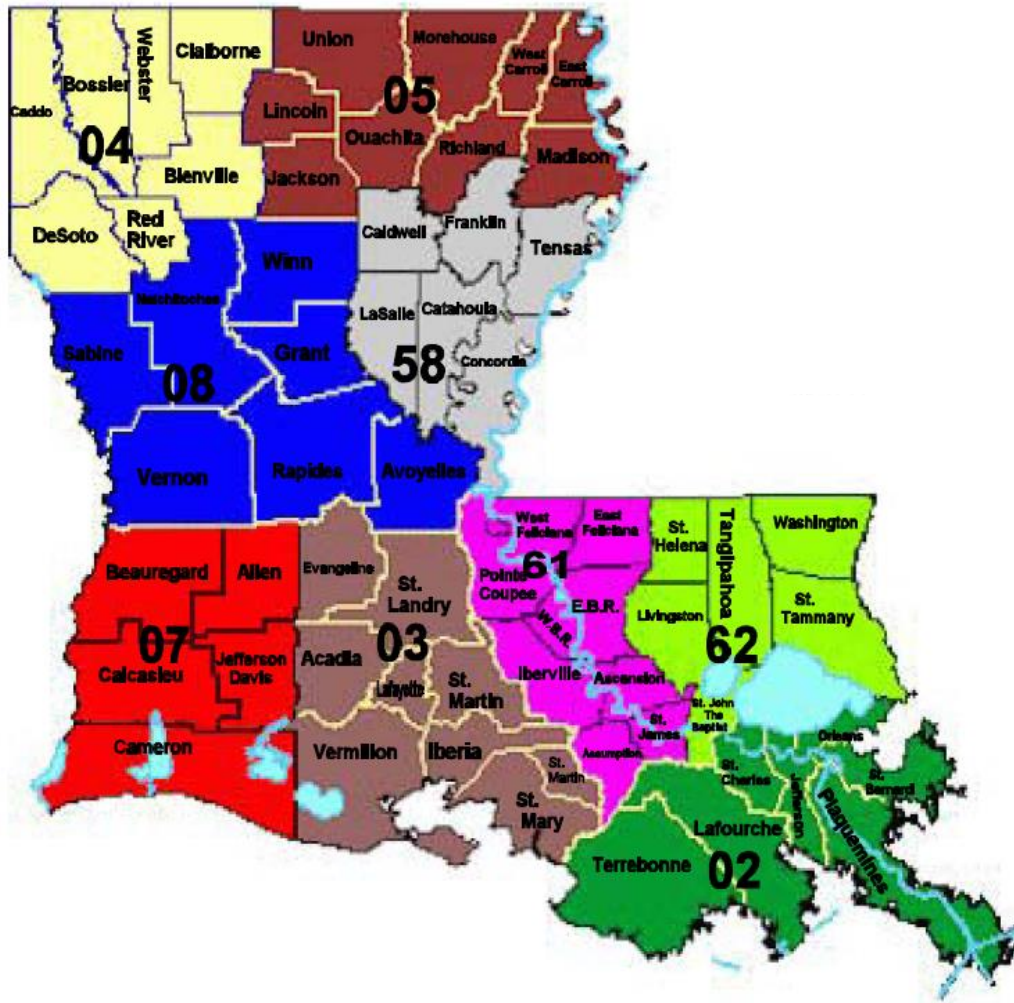 Caddo
Bossier
Webster
Claiborne
04
Bienville
DeSoto
Red
River
Union
Morehouse
West
Carroll
East
Carroll
05
Lincoln
Ouachita
Richland
Madison
Jackson
Caldwell
Franklin
Tensas
LaSalle
Catahoula
Concordia
58
Winn
Natchitoches
Sabine
Grant
08
Vernon
Rapides
Avoyelles
Beauregard
Allen
07
Calcasieu
Jefferson
Davis
Cameron
Evangeline
St.
Landry
03
Acadia
Lafayette
St.
Martin
Vermilion
Iberia
St.
Martin
St.
Mary
West
Feliciana
East
Feliciana
61
Pointe
Coupee
E.B.R.
W.B.R.
Iberville
Ascension
St.
James
Assumption
St.
Helena
Tangipahoa
Washington
Livingston
St.
Tammany
62
St. John
The
Baptist
Orleans
St.
Charles
Jefferson
St.
Bernard
Plaquemines
Lafourche
Terrebonne
02